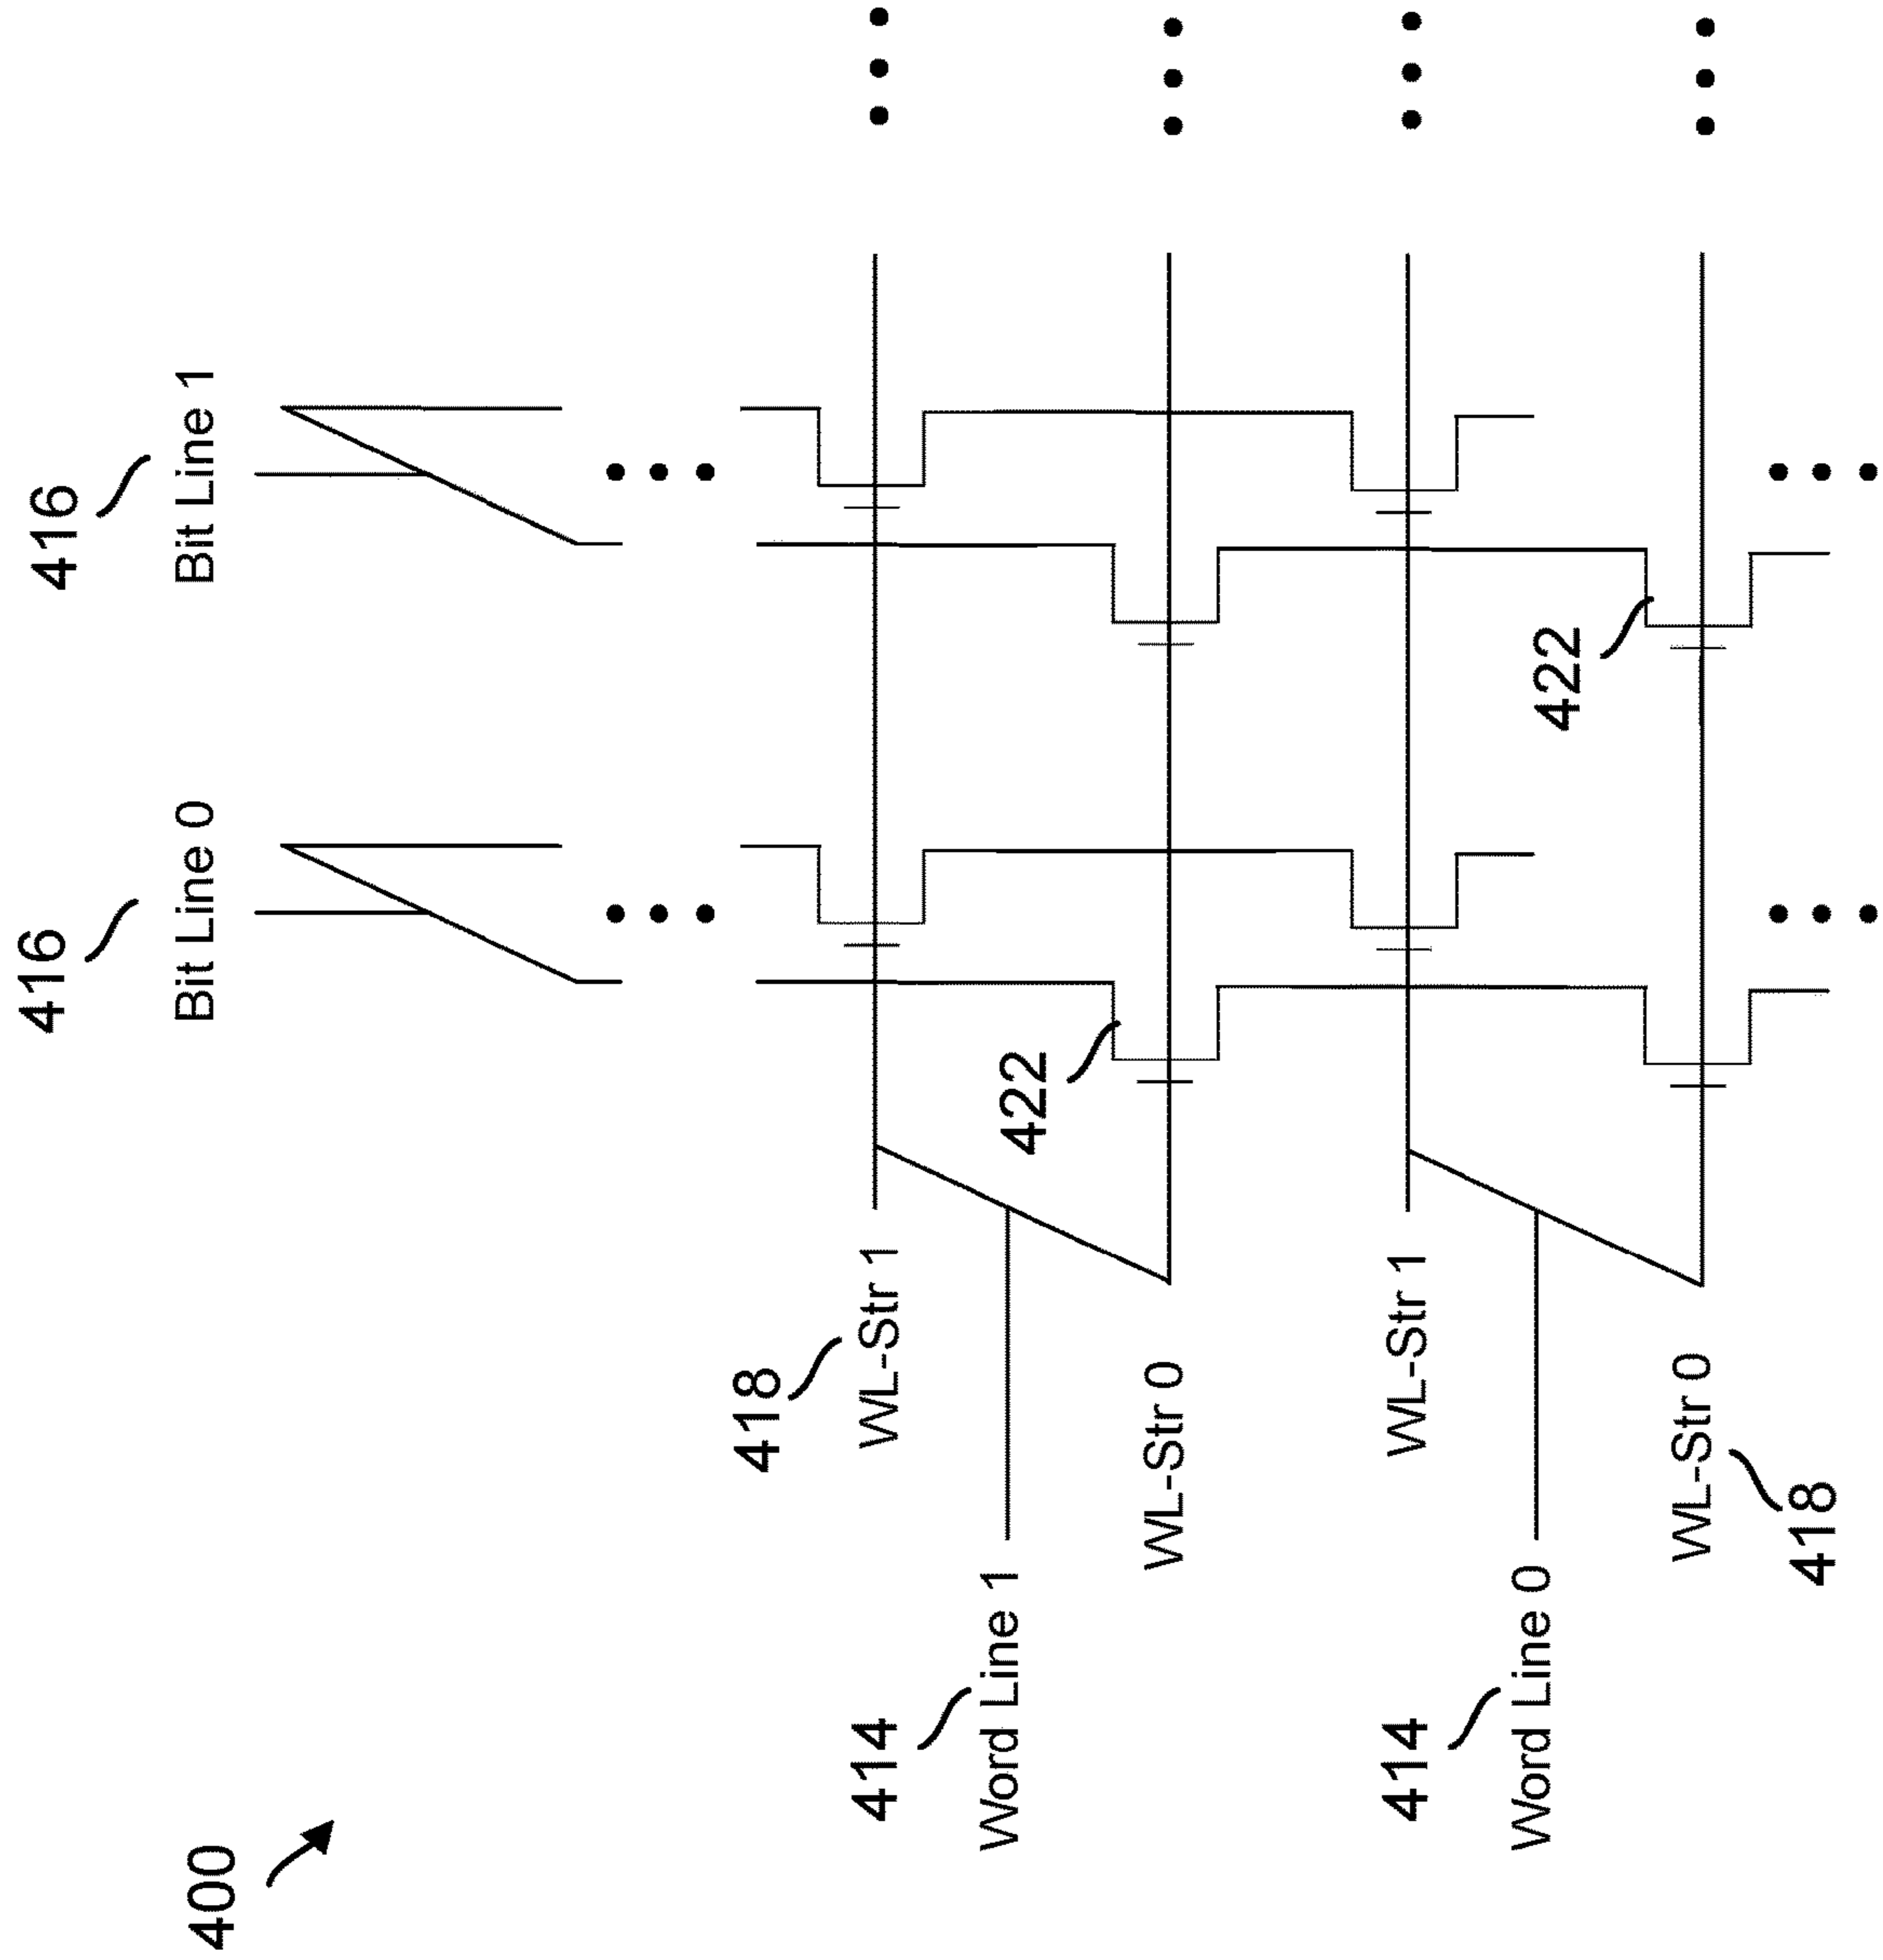 400
416
Bit Line 0
416
Bit Line 1
418
WL-Str 1
414
Word Line 1
422
WL-Str 0
WL-Str 1
414
Word Line 0
422
WL-Str 0
418